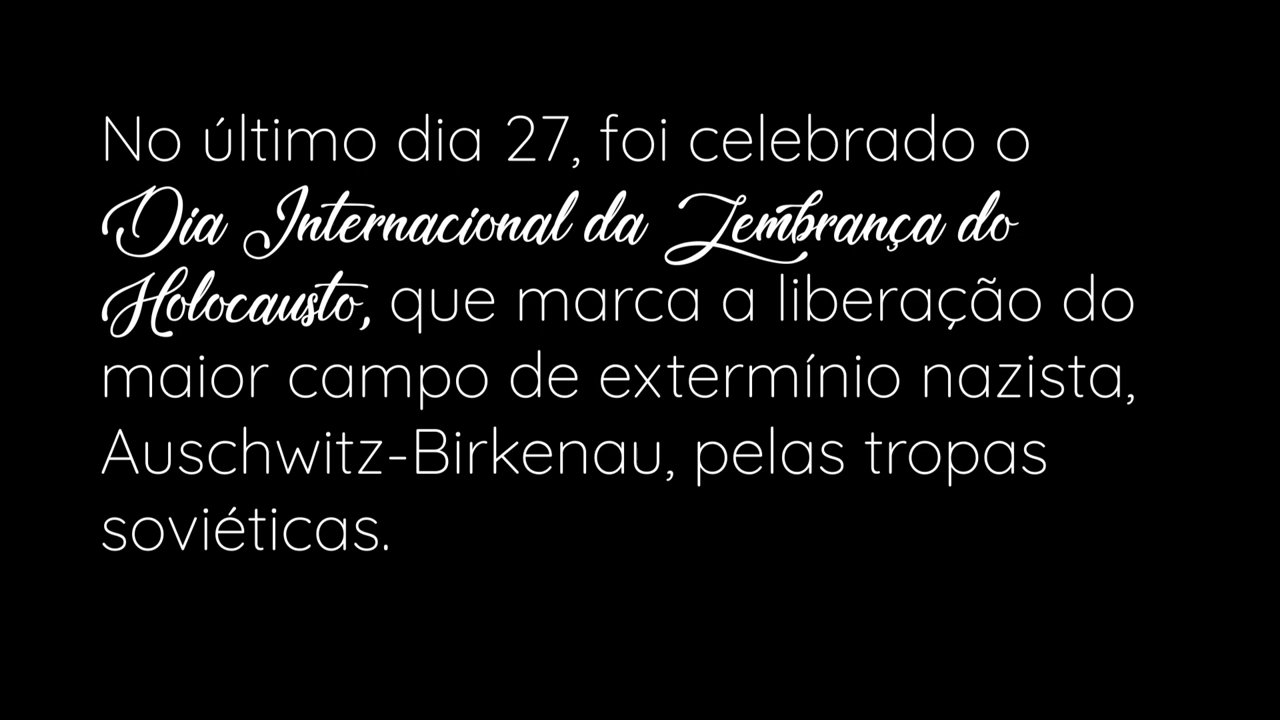 No último dia 27, foi celebrado o
Dia Internacional da Lembrança do
Holocausto, que marca a liberação do
maior campo de extermínio nazista,
Auschwitz-Birkenau, pelas tropas
soviéticas.